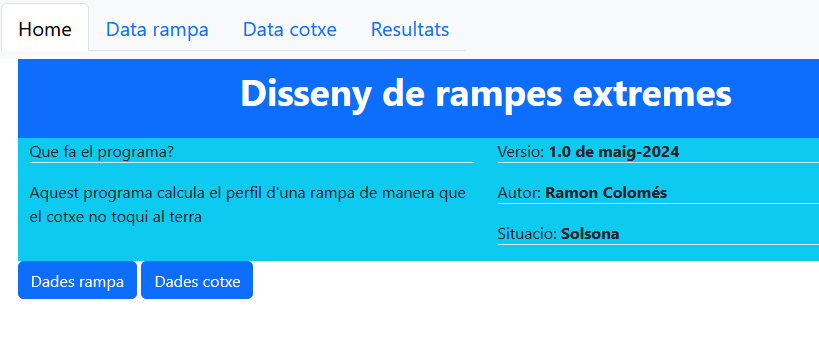 Home Data rampa Data cotxe Resultats
Disseny de rampes extremes
Que fa el programa?
Aquest programa calcula el perfil d'una rampa de manera que
el cotxe no toqui al terra
Versio: 1.0 de maig-2024
Autor: Ramon Colomés
Situacio: Solsona
Dades rampa Dades cotxe